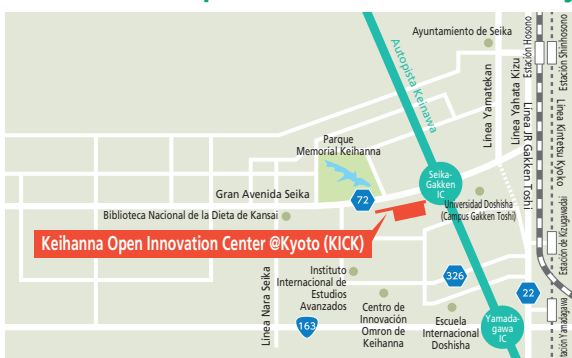 Ayuntamiento de Seika
Autopista Keinawa
Línea Yamatekan
Línea Yahata Kizu
Estación Hosono
Línea JR Gakken Toshi
Estación Shinhosono
Línea Kintetsu Kyoko
Parque
Memorial Keihanna
Seika-
Gakken
IC
Gran Avenida Seika
72
Universidad Doshisha
(Campus Gakken Toshi)
Biblioteca Nacional de la Dieta de Kansai
Keihanna Open Innovation Center @Kyoto (KICK)
Estación de Kizugawadai
Línea Nara Seika
Instituto
Internacional de
Estudios
Avanzados
326
22
163
Centro de
Innovación
Omron de
Keihanna
Escuela
Internacional
Doshisha
Yamada-
gawa
IC
Yamadagawa